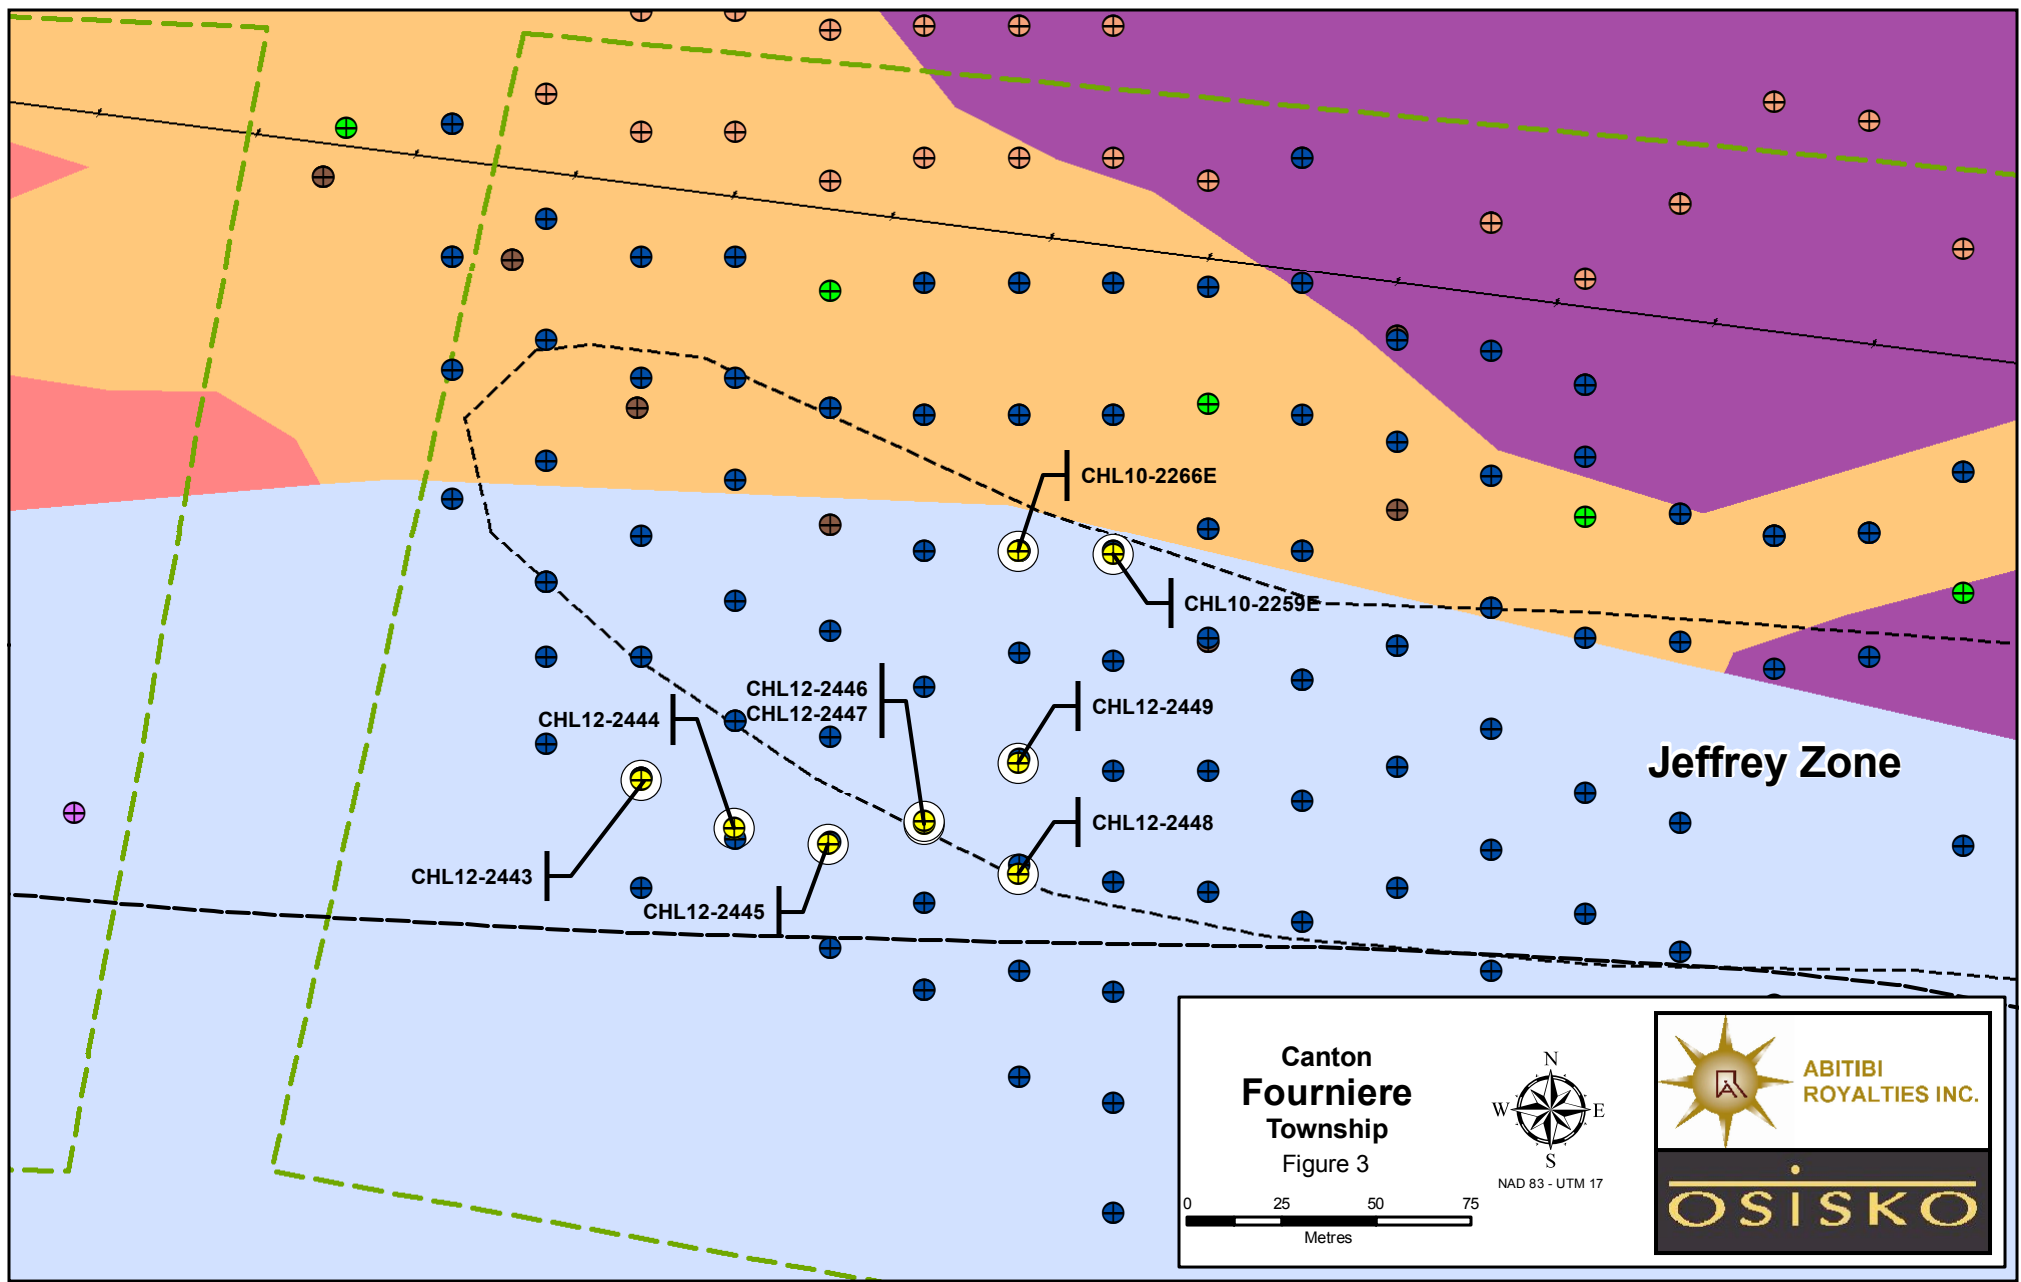 CHL10-2266E
CHL10-2259E
CHL12-2446
CHL12-2447
CHL12-2444
CHL12-2449
Jeffrey Zone
CHL12-2448
CHL12-2443
CHL12-2445
Canton
Fourniere
Township
Figure 3
0 25 50 75
Metres
N
W E
S
NAD 83 - UTM 17
ABITIBI
ROYALTIES INC.
OSISKO